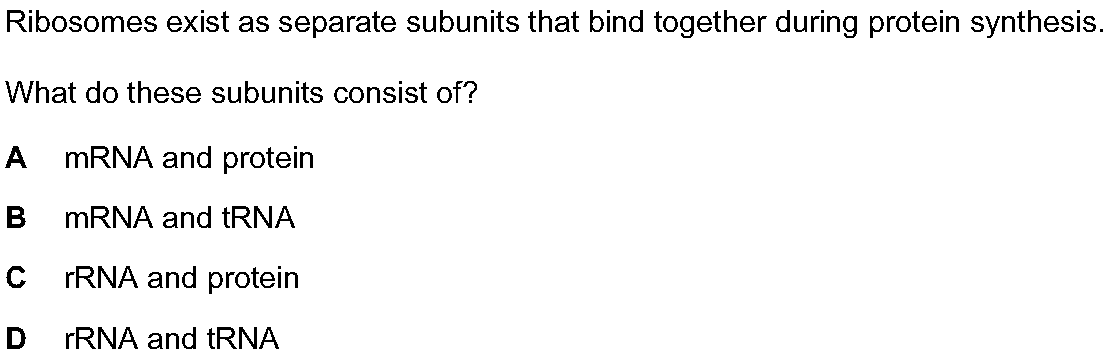 Ribosomes exist as separate subunits that bind together during protein synthesis.
What do these subunits consist of?
A mRNA and protein
B mRNA and tRNA
C rRNA and protein
D rRNA and tRNA